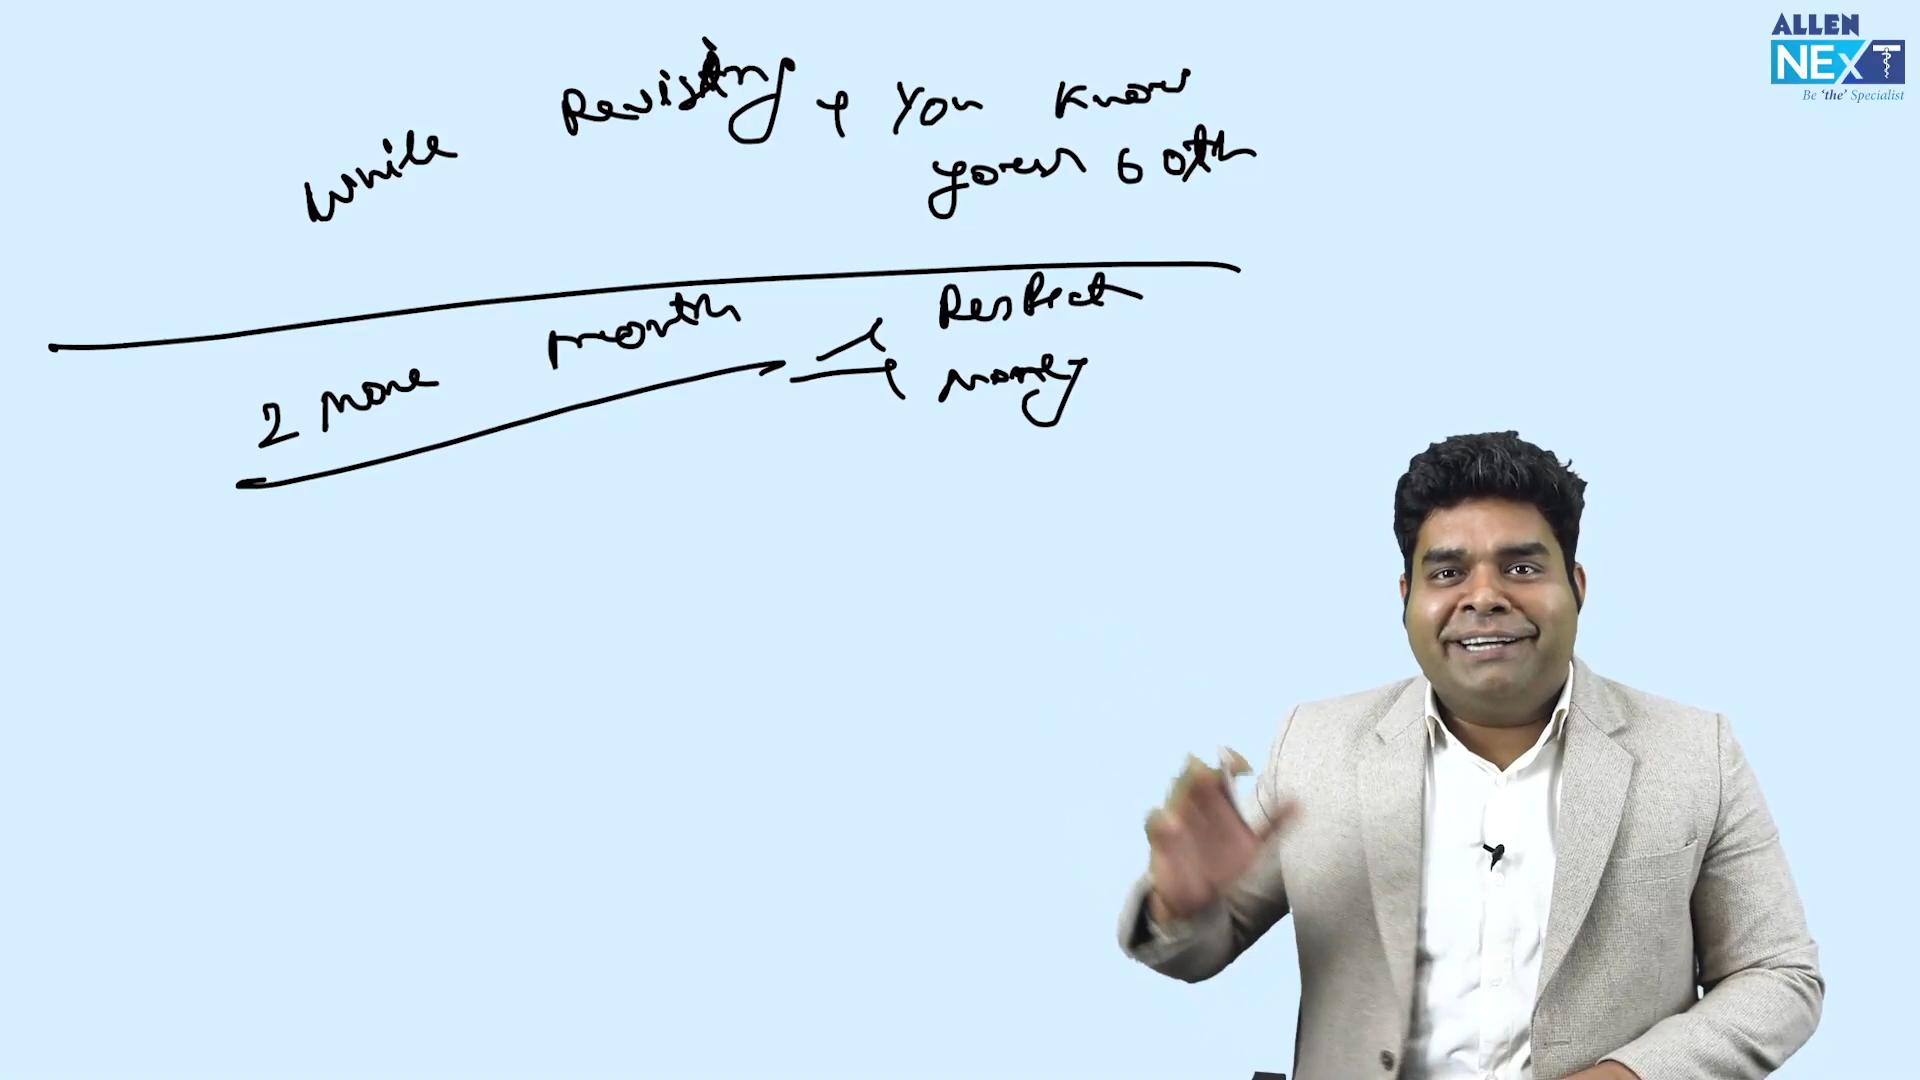 While Revising + You Know
your 60th
2 more month Respect
money
ALLEN
NEXT
Be 'the' Specialist